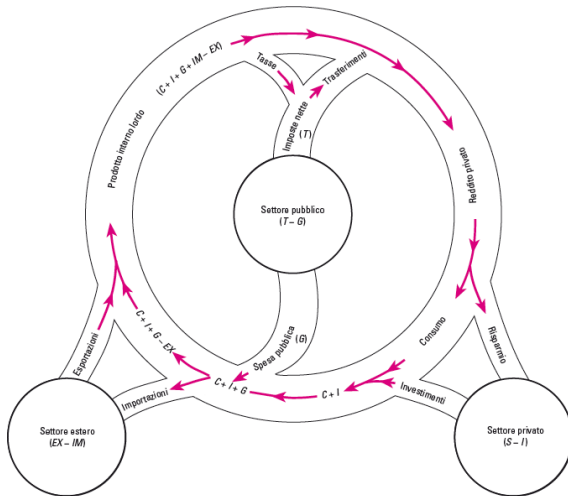 (C + I + G + IM – EX)
Tasse
Trasferimenti
Imposte nette
(T)
Prodotto interno lordo
Reddito privato
Settore pubblico
(T – G)
Esportazioni
C + I + G – EX
Spesa pubblica (G)
Consumo
Risparmio
Importazioni
C + I + G
C + I
Investimenti
Settore estero
(EX – IM)
Settore privato
(S – I)